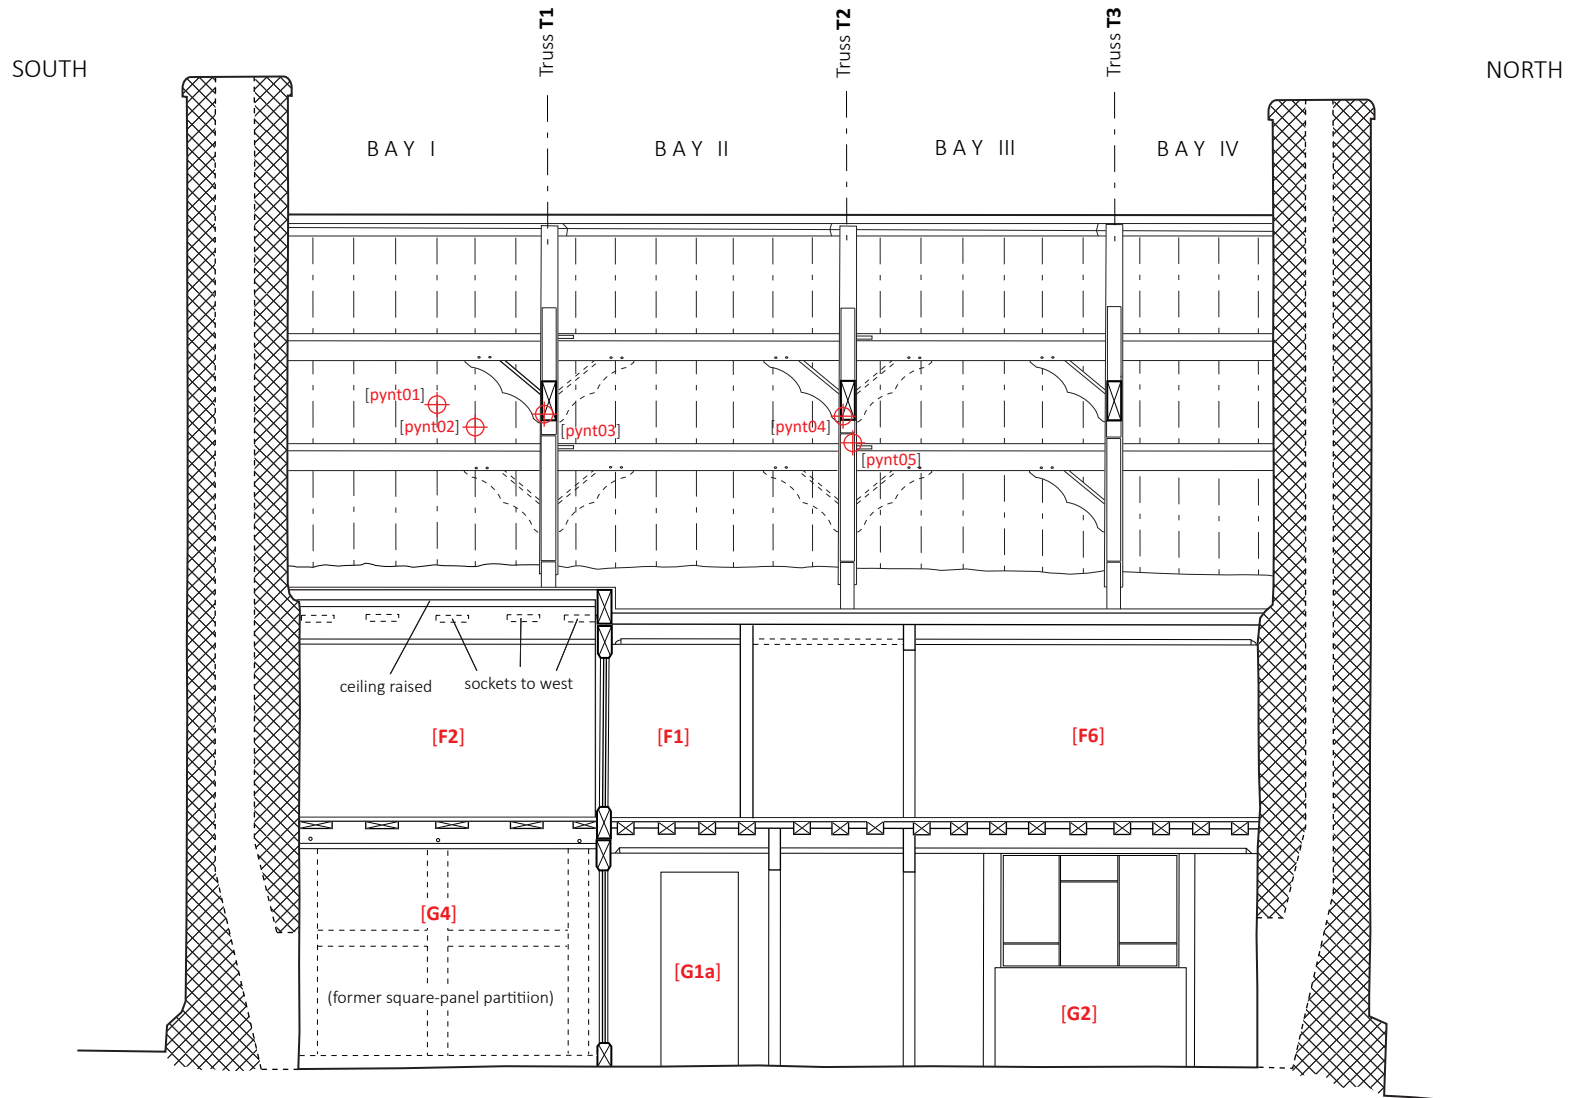 Truss T1
Truss T2
Truss T3
SOUTH
NORTH
BAY I
BAY II
BAY III
BAY IV
[pynt01]
[pynt02]
[pynt03]
[pynt04]
[pynt05]
ceiling raised
sockets to west
[F2]
[F1]
[F6]
[G4]
[G1a]
(former square-panel partitiion)
[G2]